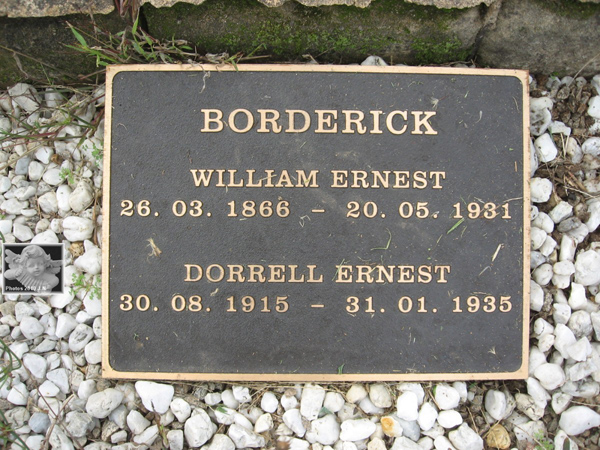 BORDERICK
WILLIAM ERNEST
26. 03. 1866 – 20. 05. 1931
DORRELL ERNEST
30. 08. 1915 – 31. 01. 1935